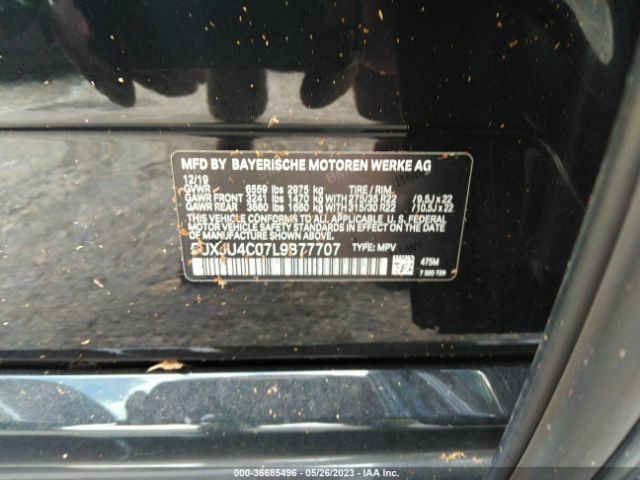 MFD BY BAYERISCHE MOTOREN WERKE AG
12/19
GVWR 6559 lbs 2975 kg TIRE / RIM
GAWR FRONT 3241 lbs 1470 kg WITH 275/35 R22 / 9,5J x 22
GAWR REAR 3660 lbs 1660 kg WITH 315/30 R22 / 10,5J x 22
THIS VEHICLE CONFORMS TO ALL APPLICABLE U. S. FEDERAL
MOTOR VEHICLE SAFETY STANDARDS IN EFFECT ON THE
DATE OF MANUFACTURE SHOWN ABOVE.
5UXJU4C07L9B77707 TYPE: MPV
475M
7 320 729
000-36685496 - 05/26/2023 - IAA Inc.